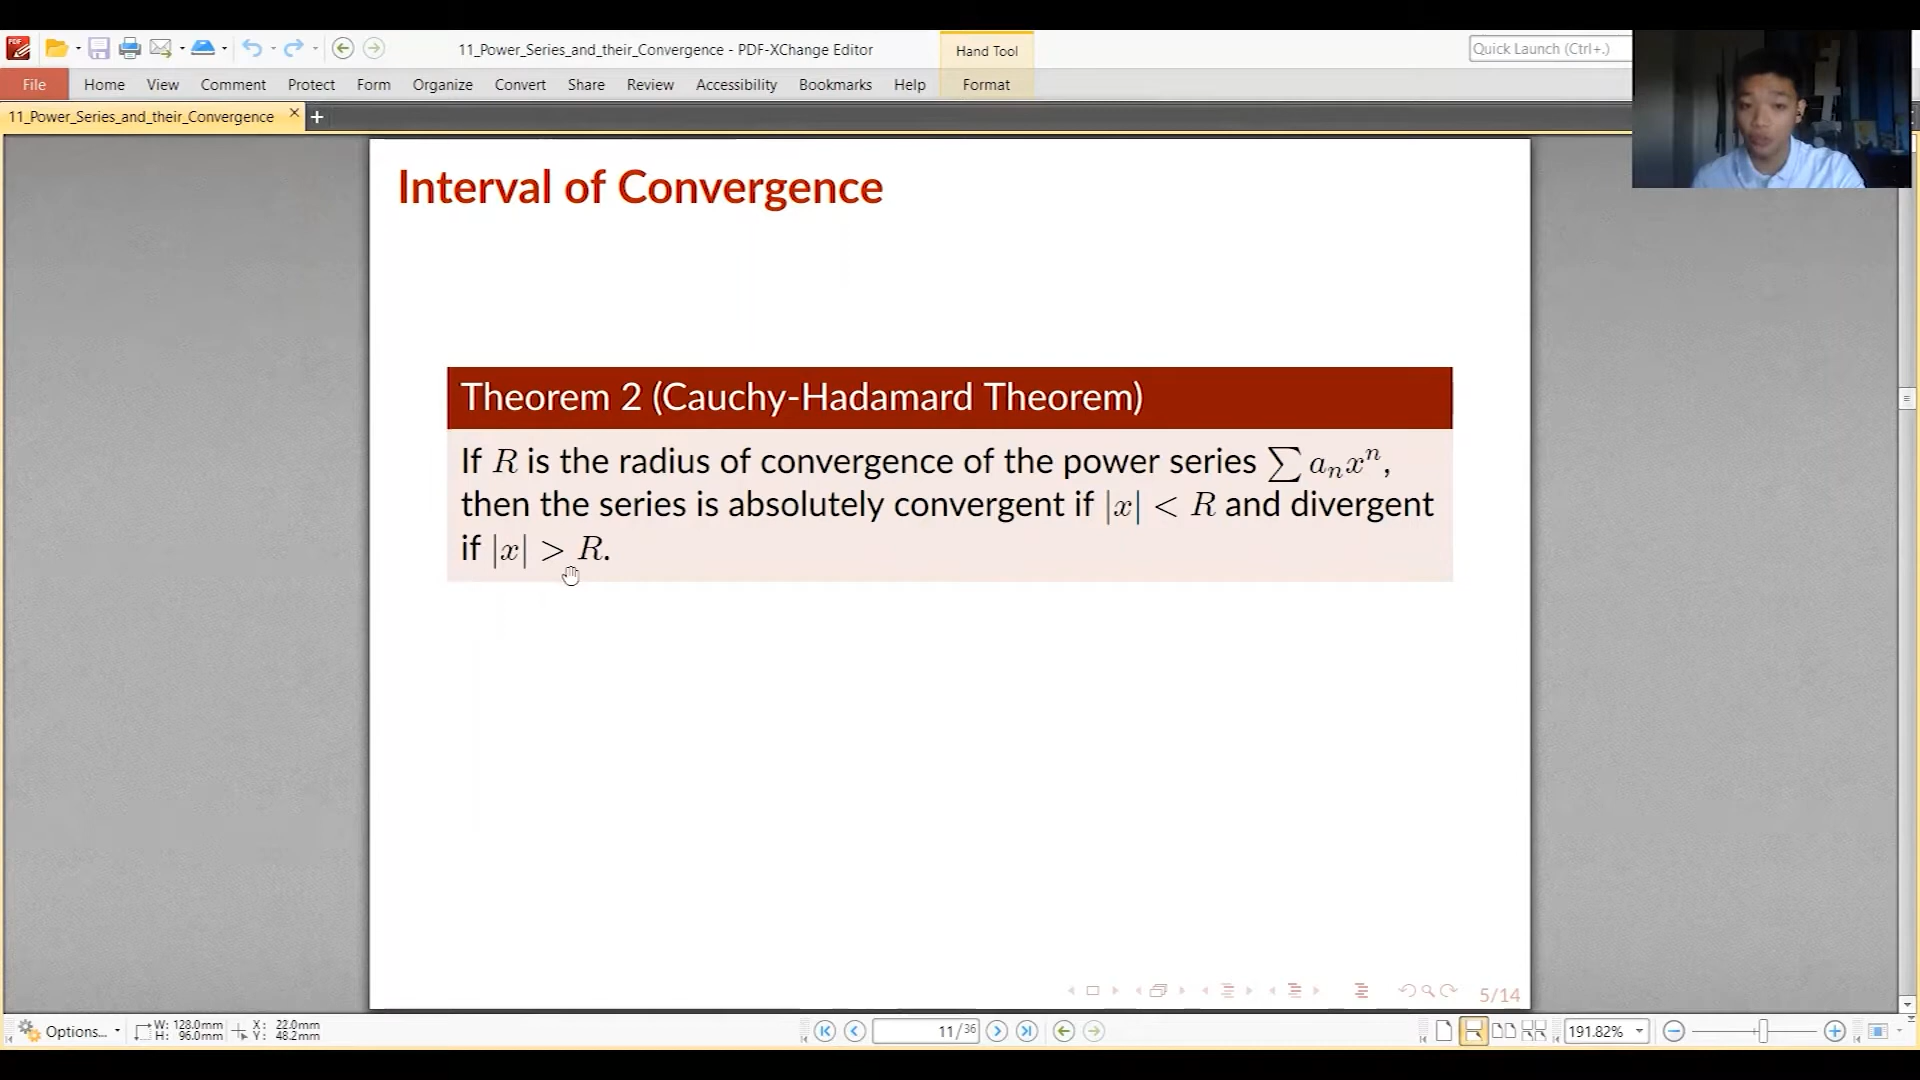 11_Power_Series_and_their_Convergence - PDF-XChange Editor
Hand Tool
Quick Launch (Ctrl+.)
File Home View Comment Protect Form Organize Convert Share Review Accessibility Bookmarks Help Format
11_Power_Series_and_their_Convergence × +
Interval of Convergence
Theorem 2 (Cauchy-Hadamard Theorem)
If R is the radius of convergence of the power series ∑ aₙxⁿ,
then the series is absolutely convergent if |x| < R and divergent
if |x| > R.
5/14
Options...
W: 128.0mm
H: 96.0mm
X: 22.0mm
Y: 48.2mm
11/36
191.82%